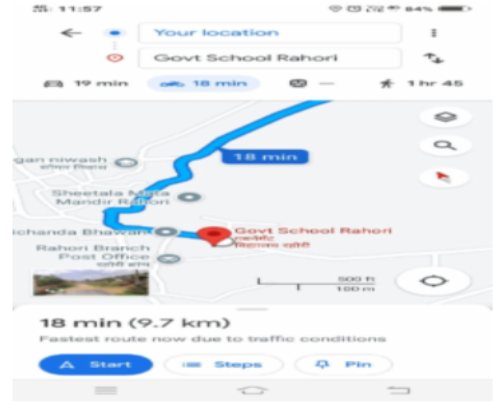 11:57
84%
Your location
Govt School Rahori
19 min
18 min
—
1 hr 45
18 min
gan niwash
Sheetala Mata
Mandir Rahori
ichanda Bhawan
Govt School Rahori
Rahori Branch
Post Office
500 ft
100 m
18 min (9.7 km)
Fastest route now due to traffic conditions
Start
Steps
Pin